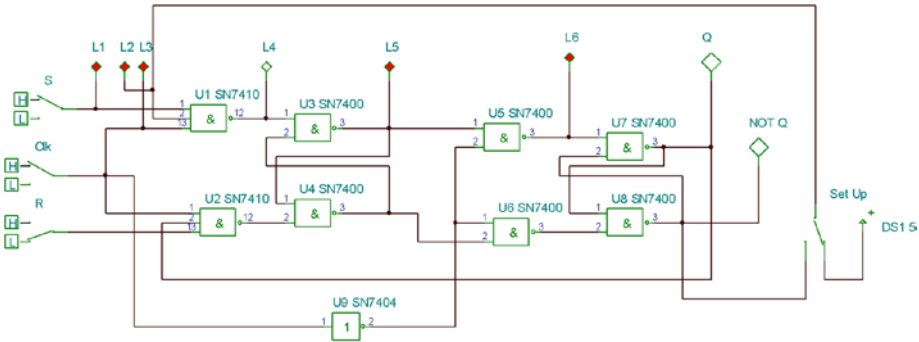 L1
L2
L3
L4
L5
L6
Q
S
H
L
U1 SN7410
1
2
13
&
12
U3 SN7400
1
2
&
3
U5 SN7400
1
2
&
3
U7 SN7400
1
2
&
3
NOT Q
Clk
H
L
R
H
L
U2 SN7410
1
2
13
&
12
U4 SN7400
1
2
&
3
U6 SN7400
1
2
&
3
U8 SN7400
1
2
&
3
Set Up
+
DS1 5
U9 SN7404
1
1
2